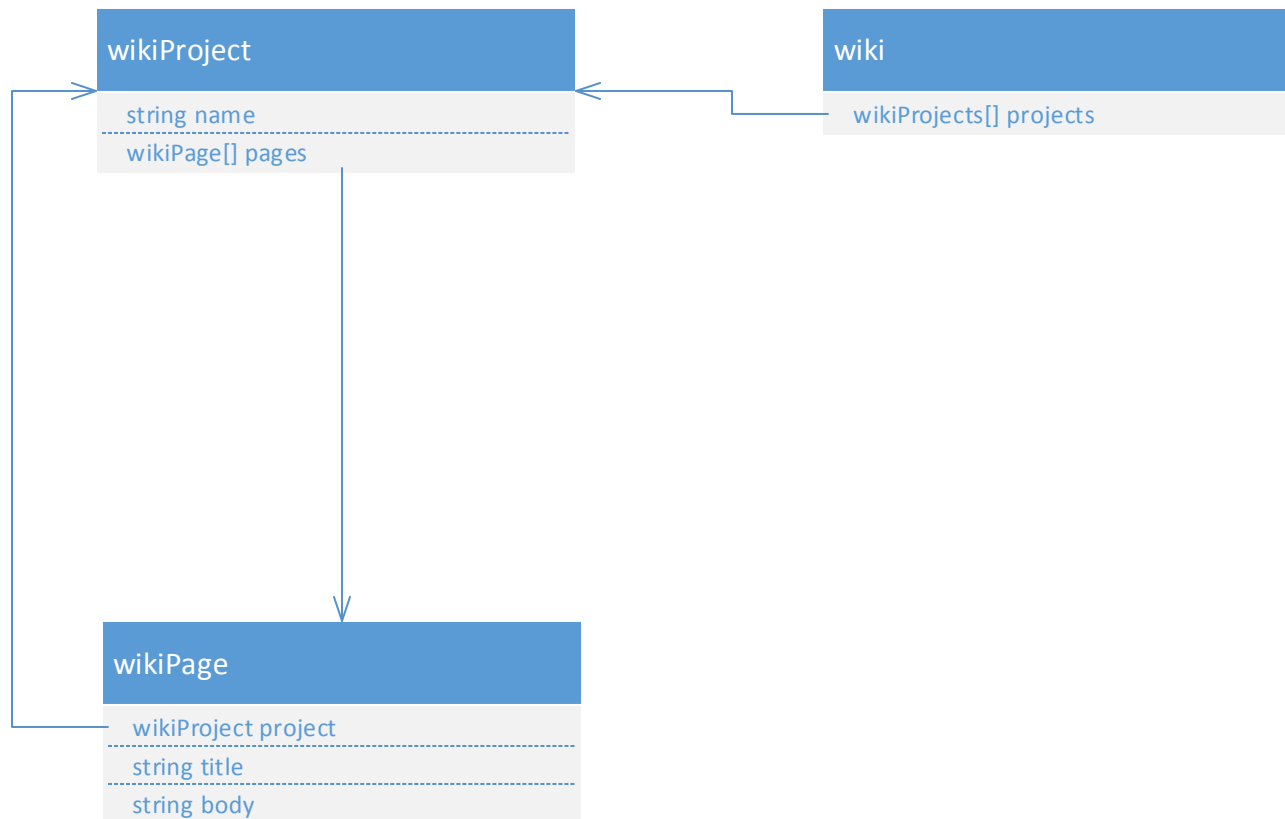 wikiProject
string name
wikiPage[] pages
wiki
wikiProjects[] projects
wikiPage
wikiProject project
string title
string body